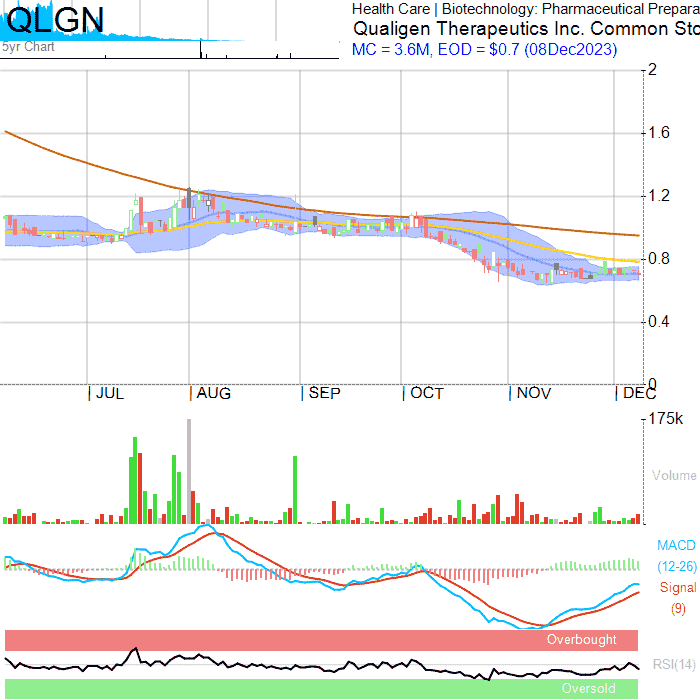 QLGN
5yr Chart
Health Care | Biotechnology: Pharmaceutical Prepara
Qualigen Therapeutics Inc. Common Sto
MC = 3.6M, EOD = $0.7 (08Dec2023)
2
1.6
1.2
0.8
0.4
0
JUL AUG SEP OCT NOV DEC
175k
Volume
MACD
(12-26)
Signal
(9)
Overbought
RSI(14)
Oversold